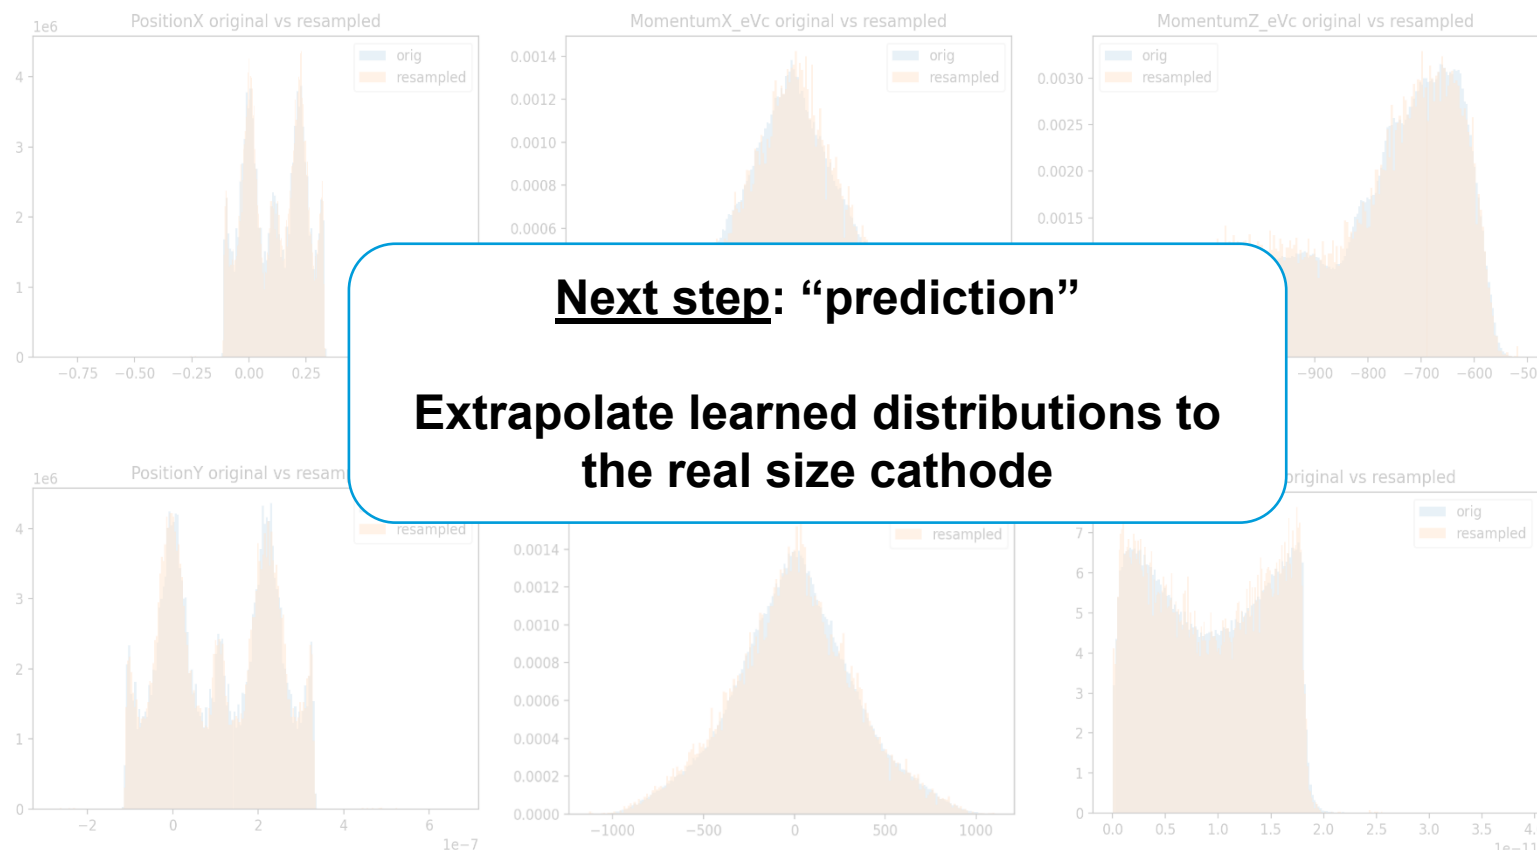 PositionX original vs resampled
1e6
orig
resampled
4
3
2
1
0
−0.75 −0.50 −0.25 0.00 0.25
MomentumX_eVc original vs resampled
orig
resampled
0.0014
0.0012
0.0010
0.0008
0.0006
MomentumZ_eVc original vs resampled
orig
resampled
0.0030
0.0025
0.0020
0.0015
−900 −800 −700 −600 −50
Next step: “prediction”
Extrapolate learned distributions to
the real size cathode
PositionY original vs resam
1e6
resampled
4
3
2
1
0
−2 0 2 4 6
1e−7
resampled
0.0014
0.0012
0.0010
0.0008
0.0006
0.0004
0.0002
0.0000
−1000 −500 0 500 1000
original vs resampled
orig
resampled
7
6
5
4
3
2
1
0
0.0 0.5 1.0 1.5 2.0 2.5 3.0 3.5 4.